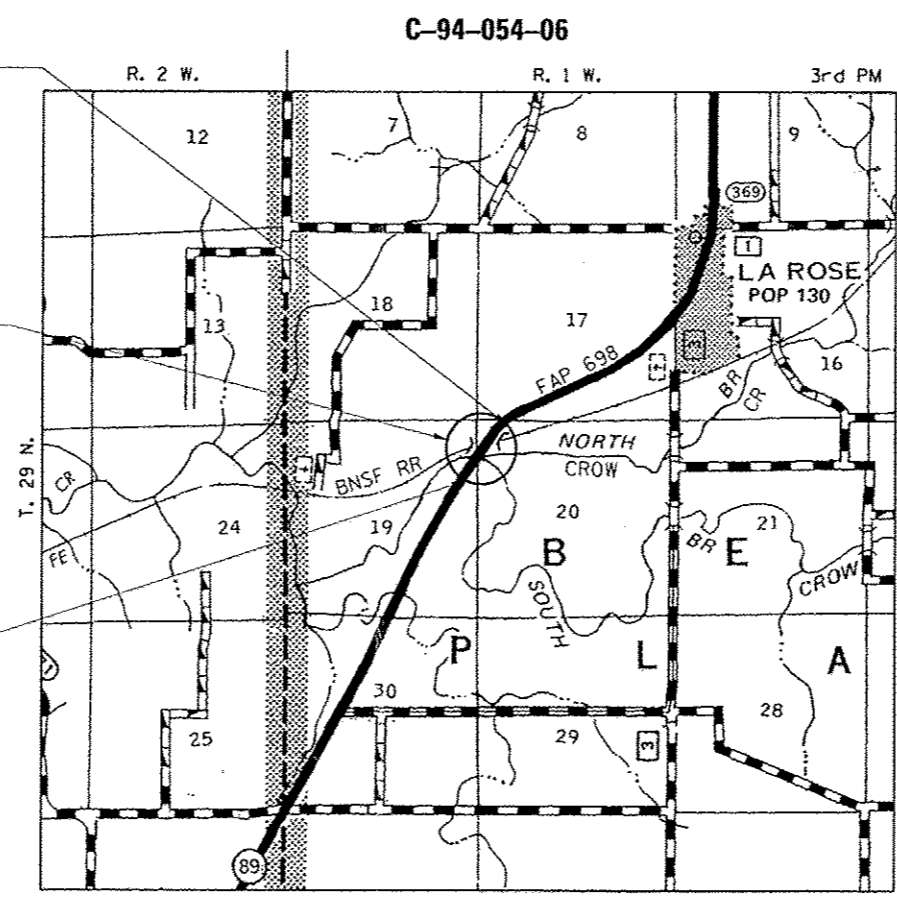 C–94–054–06
R. 2 W.
R. 1 W.
3rd PM
12
7
8
9
369
1
LA ROSE
POP 130
18
13
17
3
16
FAP 698
BR
CR
NORTH
CROW
T. 29 N.
CR
BNSF RR
FE
24
19
20
21
BR
B
E
CROW
SOUTH
P
L
A
30
28
25
29
3
89